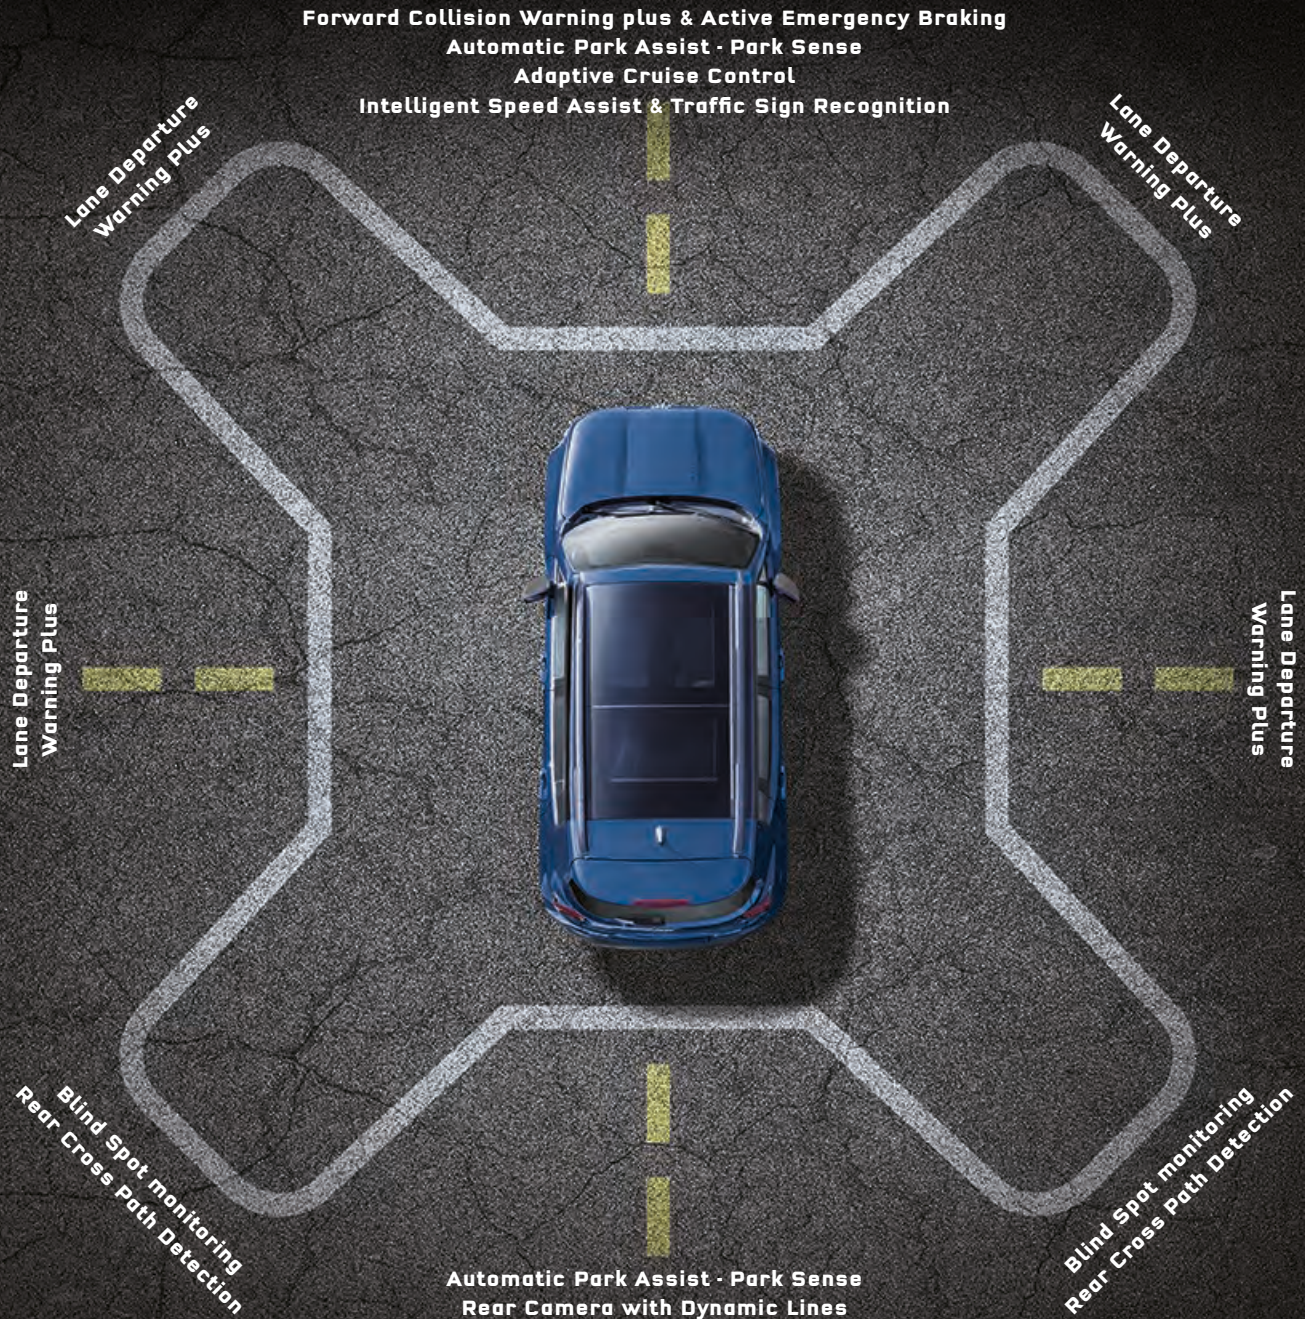 Forward Collision Warning plus & Active Emergency Braking
Automatic Park Assist - Park Sense
Adaptive Cruise Control
Intelligent Speed Assist & Traffic Sign Recognition
Lane Departure
Warning Plus
Lane Departure
Warning Plus
Lane Departure
Warning Plus
Lane Departure
Warning Plus
Blind Spot monitoring
Rear Cross Path Detection
Blind Spot monitoring
Rear Cross Path Detection
Automatic Park Assist - Park Sense
Rear Camera with Dynamic Lines